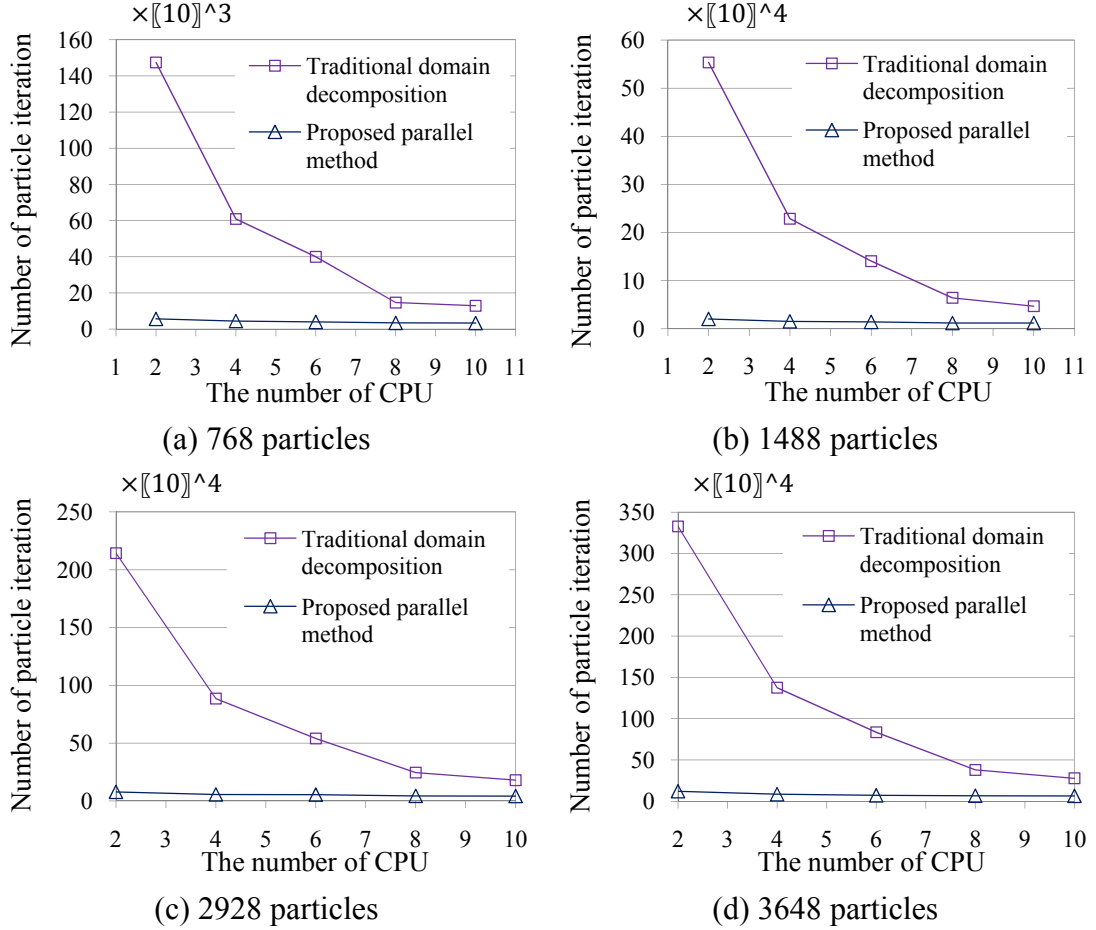 ×〖10〗^3
160
140
120
100
80
60
40
20
0
Number of particle iteration
Traditional domain
decomposition
Proposed parallel
method
1 2 3 4 5 6 7 8 9 10 11
The number of CPU
(a) 768 particles
×〖10〗^4
60
50
40
30
20
10
0
Number of particle iteration
Traditional domain
decomposition
Proposed parallel
method
1 2 3 4 5 6 7 8 9 10 11
The number of CPU
(b) 1488 particles
×〖10〗^4
250
200
150
100
50
0
Number of particle iteration
Traditional domain
decomposition
Proposed parallel
method
2 3 4 5 6 7 8 9 10
The number of CPU
(c) 2928 particles
×〖10〗^4
350
300
250
200
150
100
50
0
Number of particle iteration
Traditional domain
decomposition
Proposed parallel
method
2 3 4 5 6 7 8 9 10
The number of CPU
(d) 3648 particles